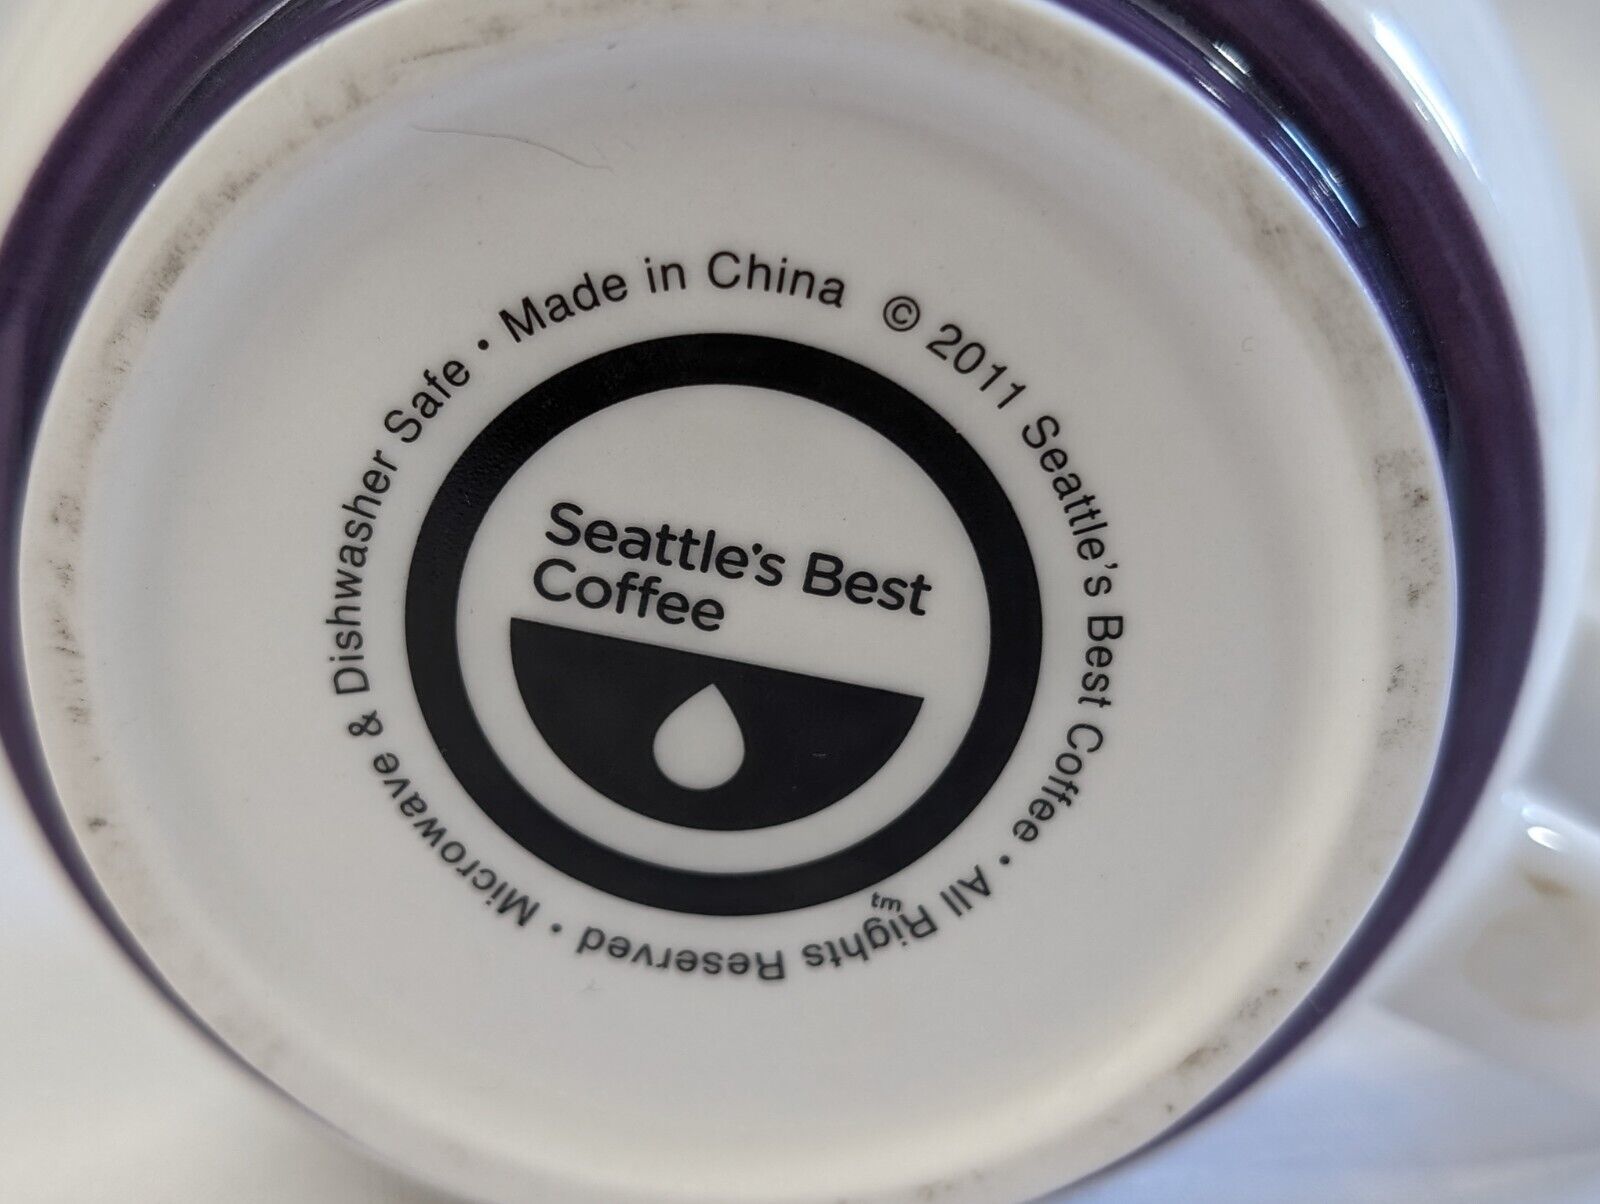 Microwave & Dishwasher Safe • Made in China © 2011 Seattle's Best Coffee • All Rights Reserved •
Seattle's Best
Coffee
tm